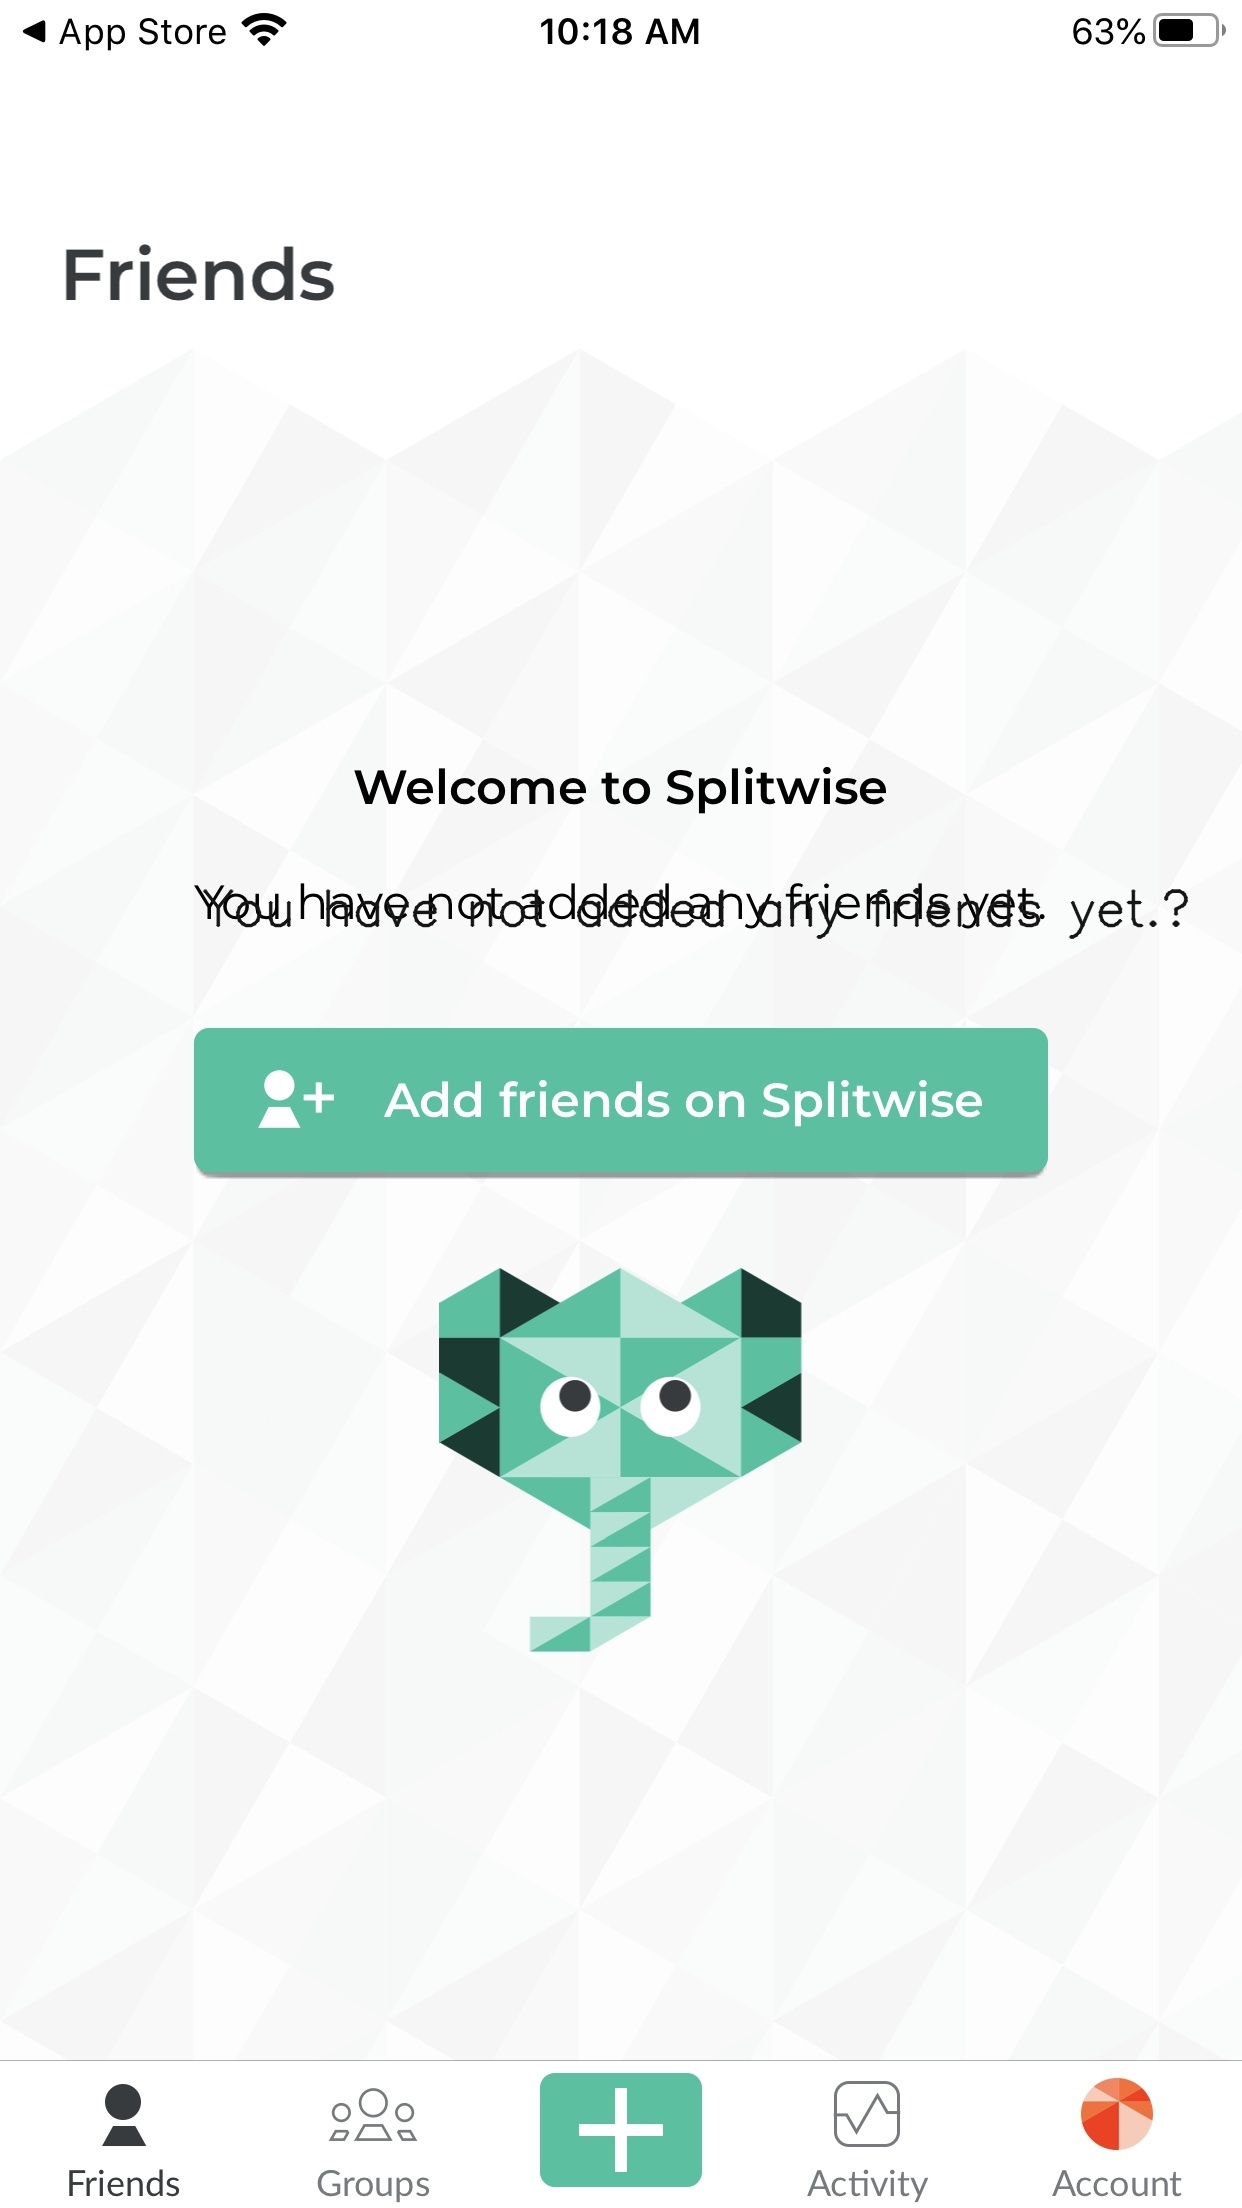 App Store
10:18 AM
63%
Friends
Welcome to Splitwise
You have not added any friends yet.
You have not added any friends yet.?
Add friends on Splitwise
Friends
Groups
Activity
Account